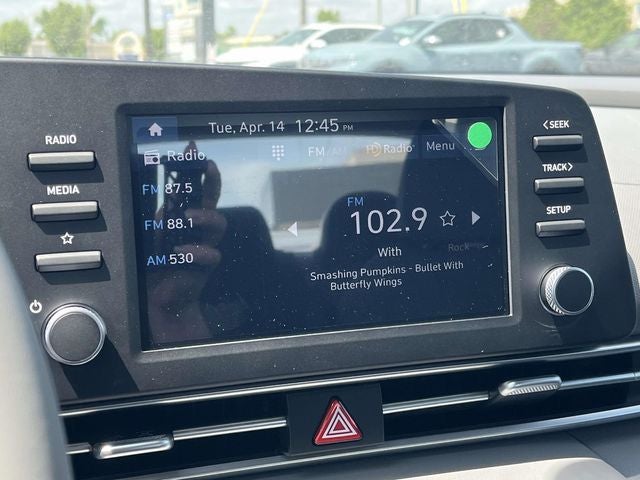 Tue, Apr. 14 12:45 PM
RADIO
MEDIA
Radio
FM/AM
HD Radio
Menu
FM 87.5
FM 88.1
AM 530
FM
102.9
With
Rock
Smashing Pumpkins - Bullet With
Butterfly Wings
<SEEK
TRACK>
SETUP